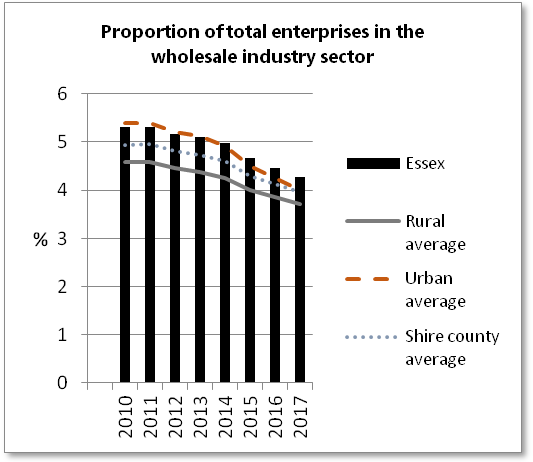 Proportion of total enterprises in the
wholesale industry sector
6
5
4
3
2
1
0
%
2010
2011
2012
2013
2014
2015
2016
2017
Essex
Rural
average
Urban
average
Shire county
average